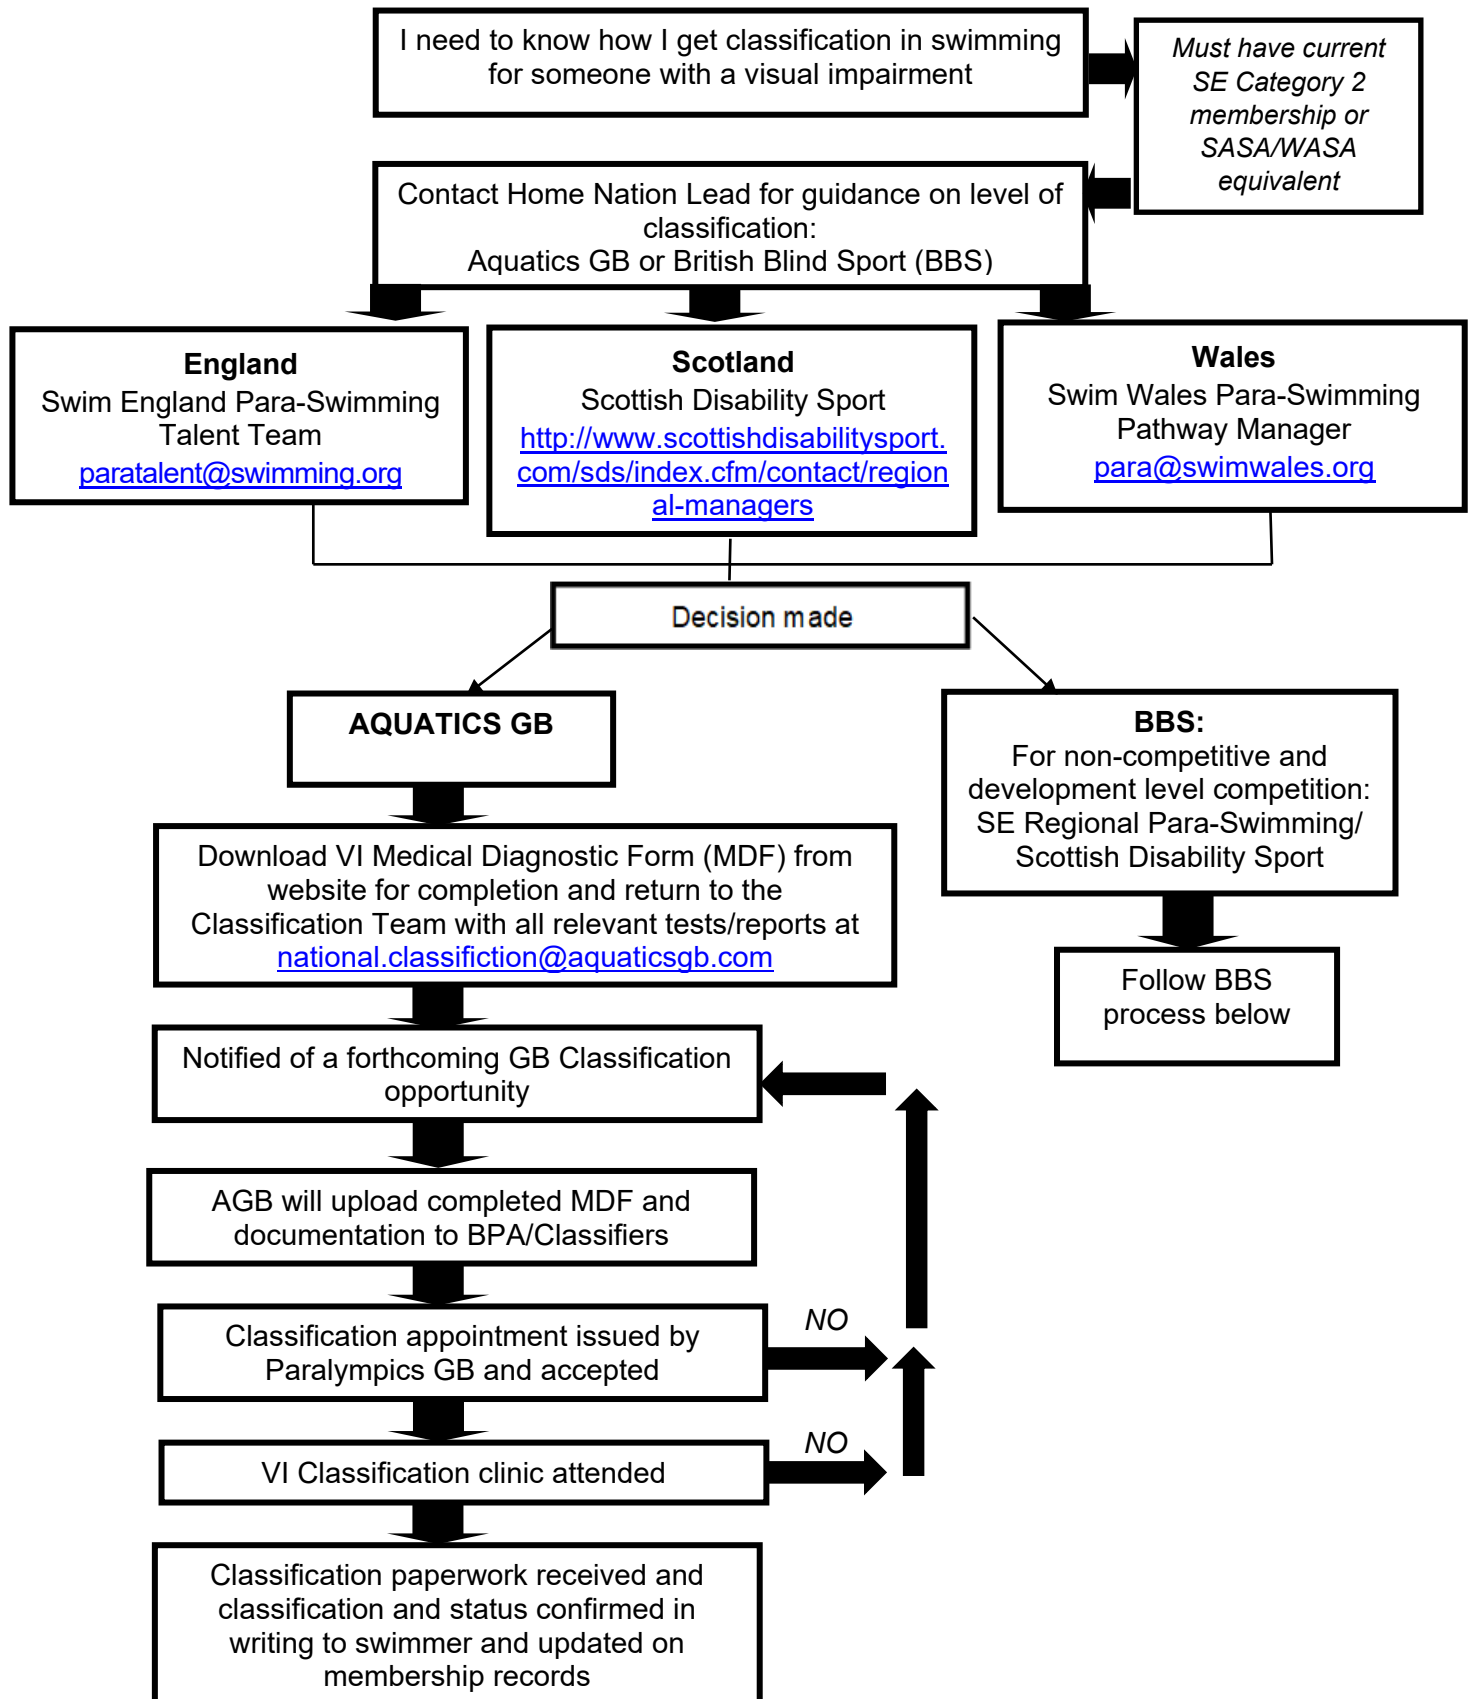 I need to know how I get classification in swimming
for someone with a visual impairment
Must have current
SE Category 2
membership or
SASA/WASA
equivalent
Contact Home Nation Lead for guidance on level of
classification:
Aquatics GB or British Blind Sport (BBS)
England
Swim England Para-Swimming
Talent Team
paratalent@swimming.org
Scotland
Scottish Disability Sport
http://www.scottishdisabilitysport.
com/sds/index.cfm/contact/region
al-managers
Wales
Swim Wales Para-Swimming
Pathway Manager
para@swimwales.org
Decision made
AQUATICS GB
BBS:
For non-competitive and
development level competition:
SE Regional Para-Swimming/
Scottish Disability Sport
Download VI Medical Diagnostic Form (MDF) from
website for completion and return to the
Classification Team with all relevant tests/reports at
national.classifiction@aquaticsgb.com
Follow BBS
process below
Notified of a forthcoming GB Classification
opportunity
AGB will upload completed MDF and
documentation to BPA/Classifiers
Classification appointment issued by
Paralympics GB and accepted
NO
VI Classification clinic attended
NO
Classification paperwork received and
classification and status confirmed in
writing to swimmer and updated on
membership records